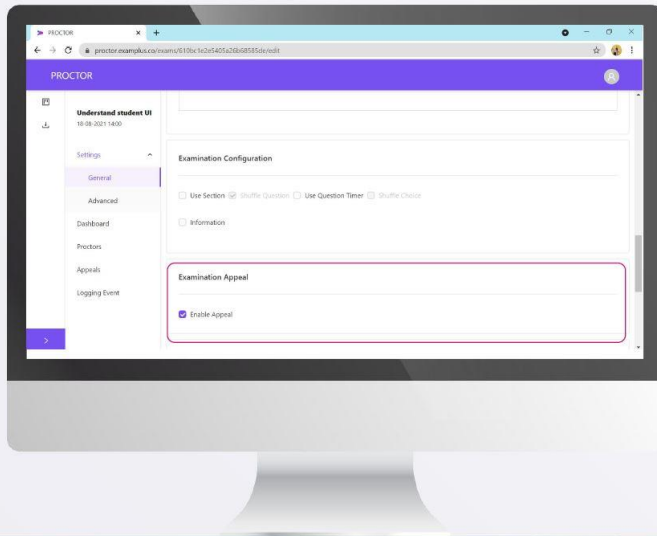 PROCTOR
proctor.examplus.co/exams/610bc1e2e5405a26b68585de/edit
PROCTOR
Understand student UI
18-08-2021 14:00
Settings
General
Advanced
Dashboard
Proctors
Appeals
Logging Event
Examination Configuration
Use Section Shuffle Question Use Question Timer Shuffle Choice
Information
Examination Appeal
Enable Appeal